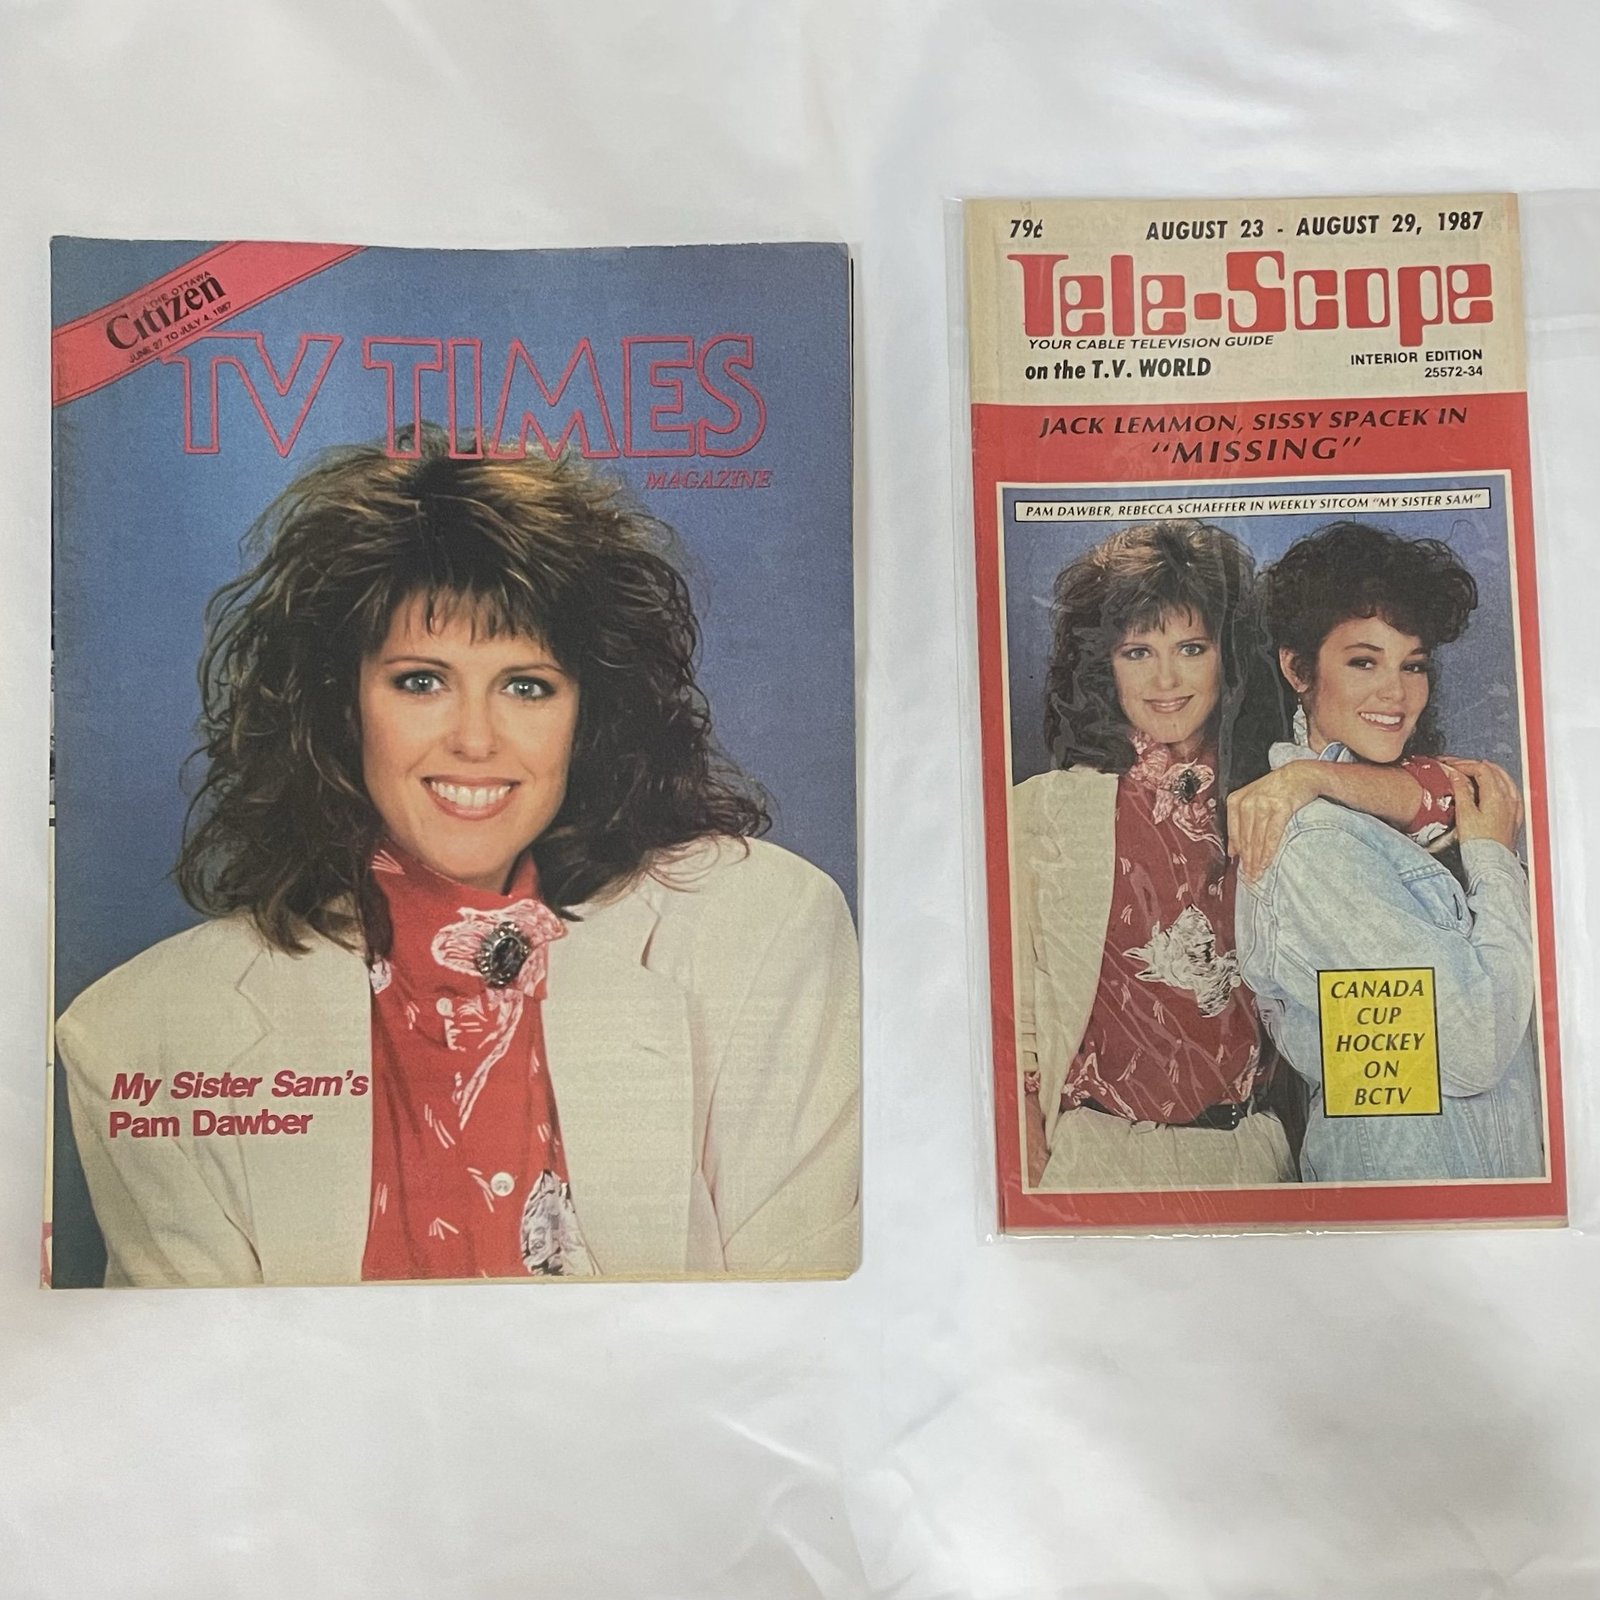 THE OTTAWA
Citizen
JUNE 27 TO JULY 4, 1987
TV TIMES
MAGAZINE
My Sister Sam's
Pam Dawber
79¢ AUGUST 23 - AUGUST 29, 1987
Tele-Scope
YOUR CABLE TELEVISION GUIDE
on the T.V. WORLD
INTERIOR EDITION
25572-34
JACK LEMMON, SISSY SPACEK IN
"MISSING"
PAM DAWBER, REBECCA SCHAEFFER IN WEEKLY SITCOM "MY SISTER SAM"
CANADA
CUP
HOCKEY
ON
BCTV